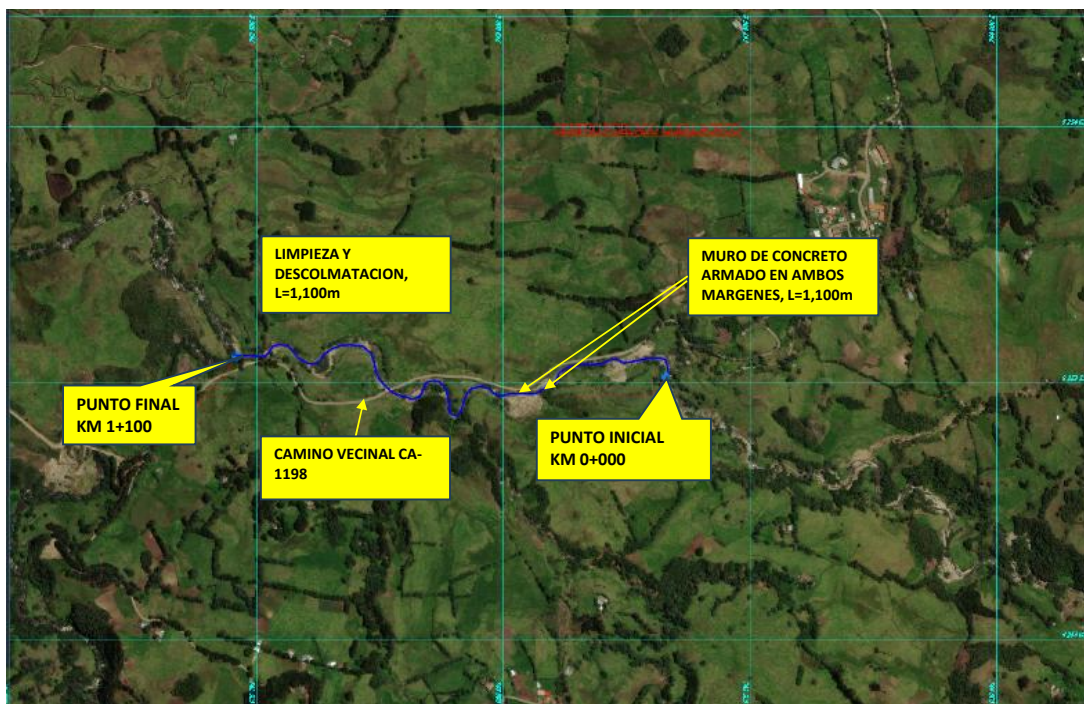 LIMPIEZA Y
DESCOLMATACION,
L=1,100m
MURO DE CONCRETO
ARMADO EN AMBOS
MARGENES, L=1,100m
PUNTO FINAL
KM 1+100
CAMINO VECINAL CA-
1198
PUNTO INICIAL
KM 0+000